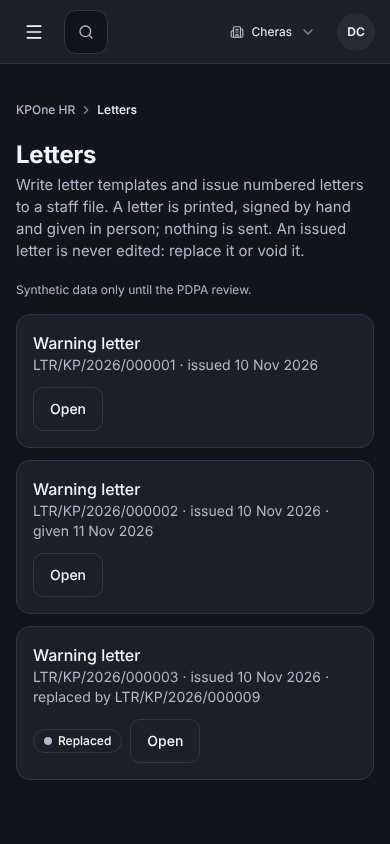 Cheras
DC
KPOne HR > Letters
Letters
Write letter templates and issue numbered letters
to a staff file. A letter is printed, signed by hand
and given in person; nothing is sent. An issued
letter is never edited: replace it or void it.
Synthetic data only until the PDPA review.
Warning letter
LTR/KP/2026/000001 · issued 10 Nov 2026
Open
Warning letter
LTR/KP/2026/000002 · issued 10 Nov 2026 ·
given 11 Nov 2026
Open
Warning letter
LTR/KP/2026/000003 · issued 10 Nov 2026 ·
replaced by LTR/KP/2026/000009
Replaced
Open